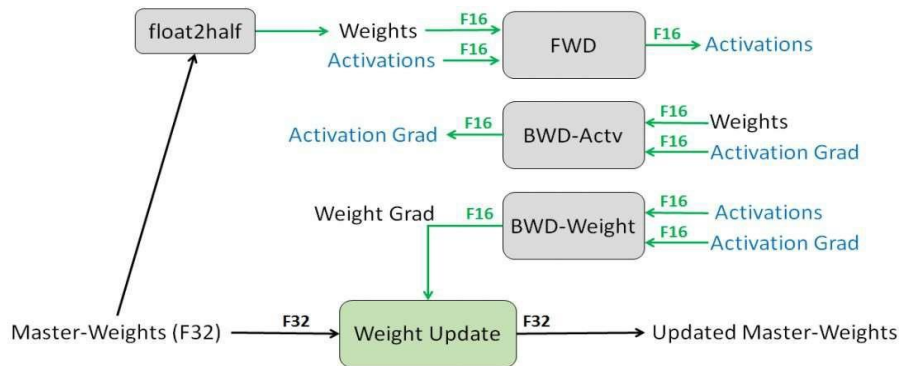 float2half
Weights
F16
Activations
F16
FWD
F16
Activations
Activation Grad
F16
BWD-Actv
F16
Weights
F16
Activation Grad
Weight Grad
F16
BWD-Weight
F16
Activations
F16
Activation Grad
Master-Weights (F32)
F32
Weight Update
F32
Updated Master-Weights